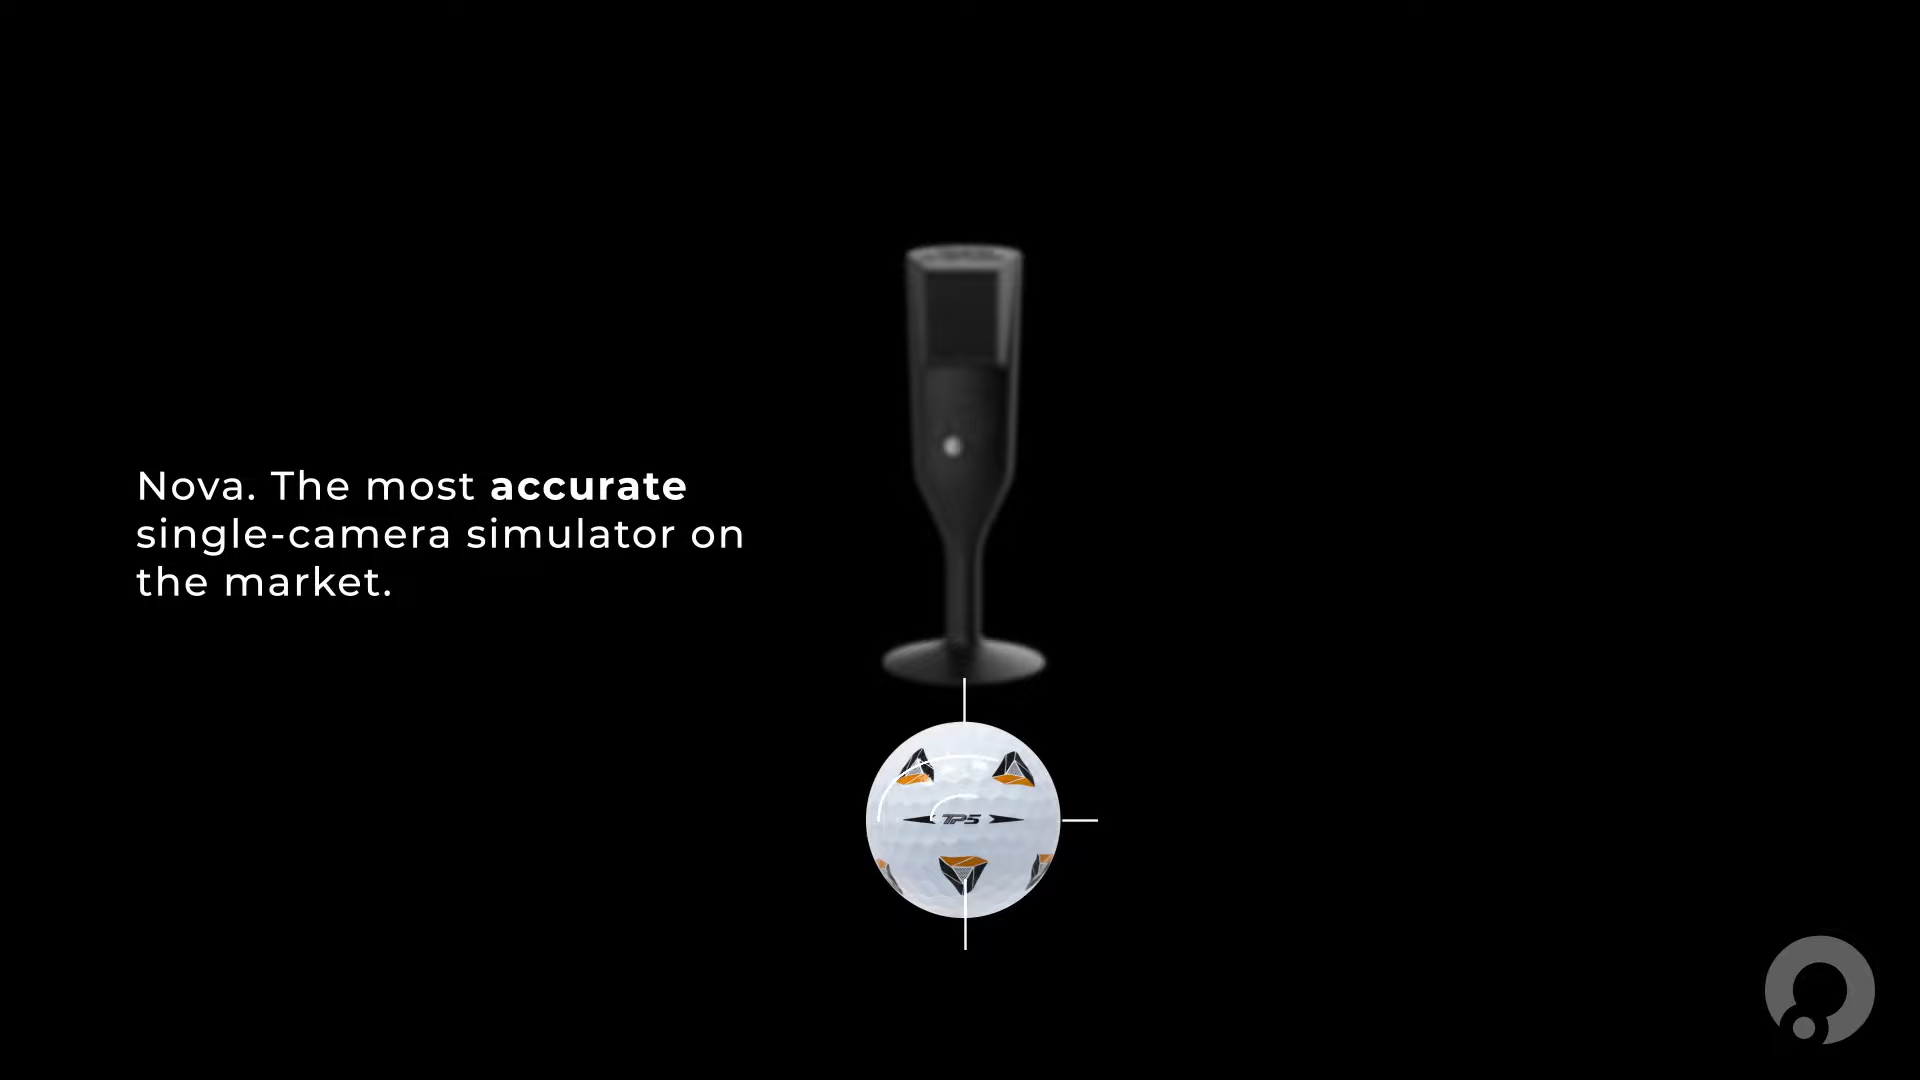 Nova. The most accurate
single-camera simulator on
the market.
TP5